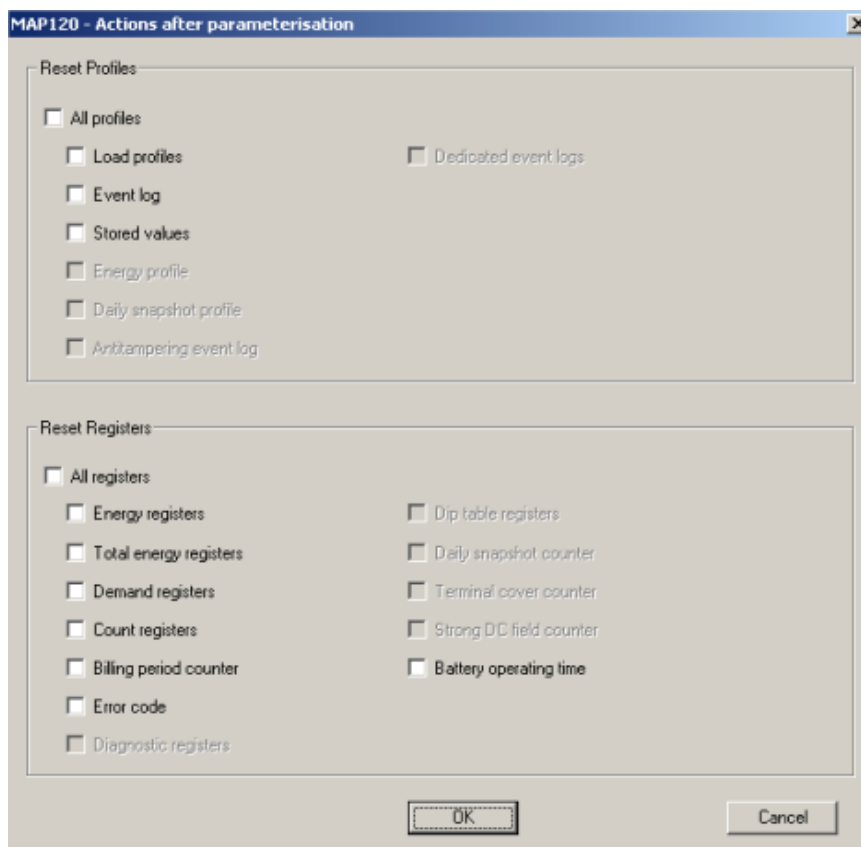 MAP120 - Actions after parameterisation
Reset Profiles
All profiles
Load profiles
Dedicated event logs
Event log
Stored values
Energy profile
Daily snapshot profile
Antitampering event log
Reset Registers
All registers
Energy registers
Dip table registers
Total energy registers
Daily snapshot counter
Demand registers
Terminal cover counter
Count registers
Strong DC field counter
Billing period counter
Battery operating time
Error code
Diagnostic registers
OK
Cancel